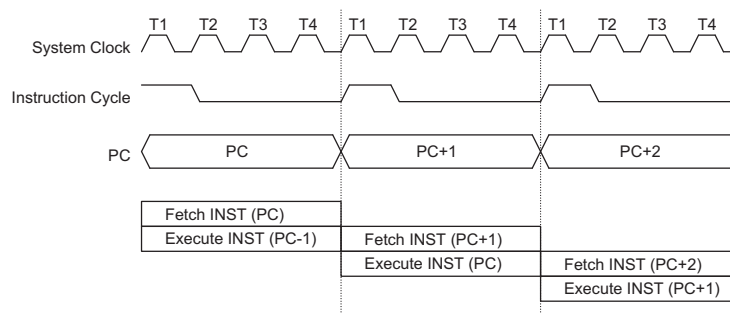 T1 T2 T3 T4 T1 T2 T3 T4 T1 T2 T3 T4
System Clock
Instruction Cycle
PC PC PC+1 PC+2
Fetch INST (PC)
Execute INST (PC-1) Fetch INST (PC+1)
Execute INST (PC) Fetch INST (PC+2)
Execute INST (PC+1)